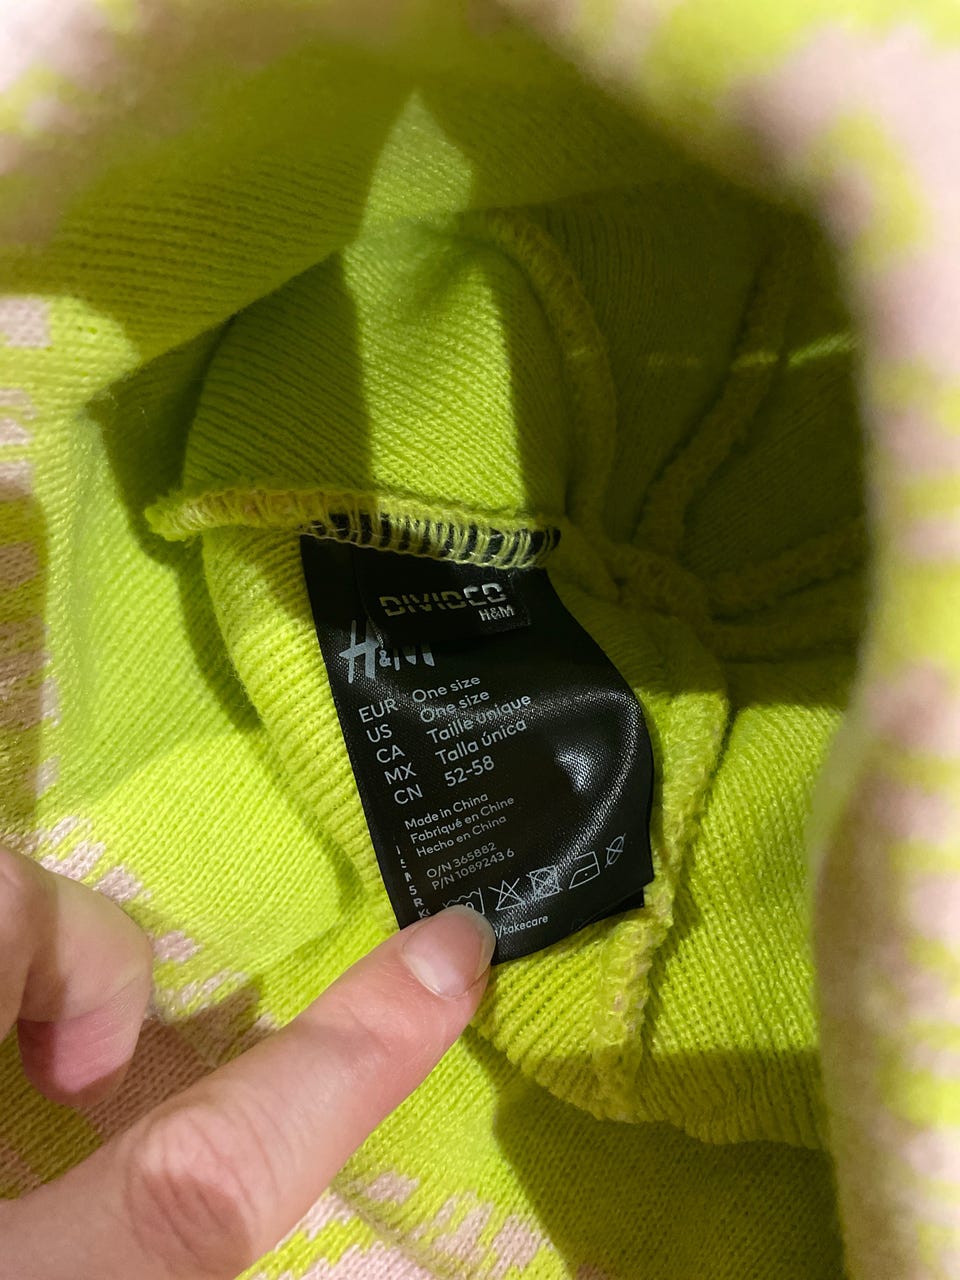 DIVIDED
H&M
H&M
EUR One size
US One size
CA Taille unique
MX Talla única
CN 52-58
Made in China
Fabriqué en Chine
Hecho en China
O/N 365882
P/N 1089243 6
/takecare